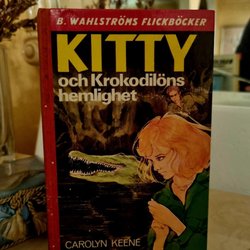 B. WAHLSTRÖMS FLICKBÖCKER
KITTY
och Krokodilöns
hemlighet
CAROLYN KEENE